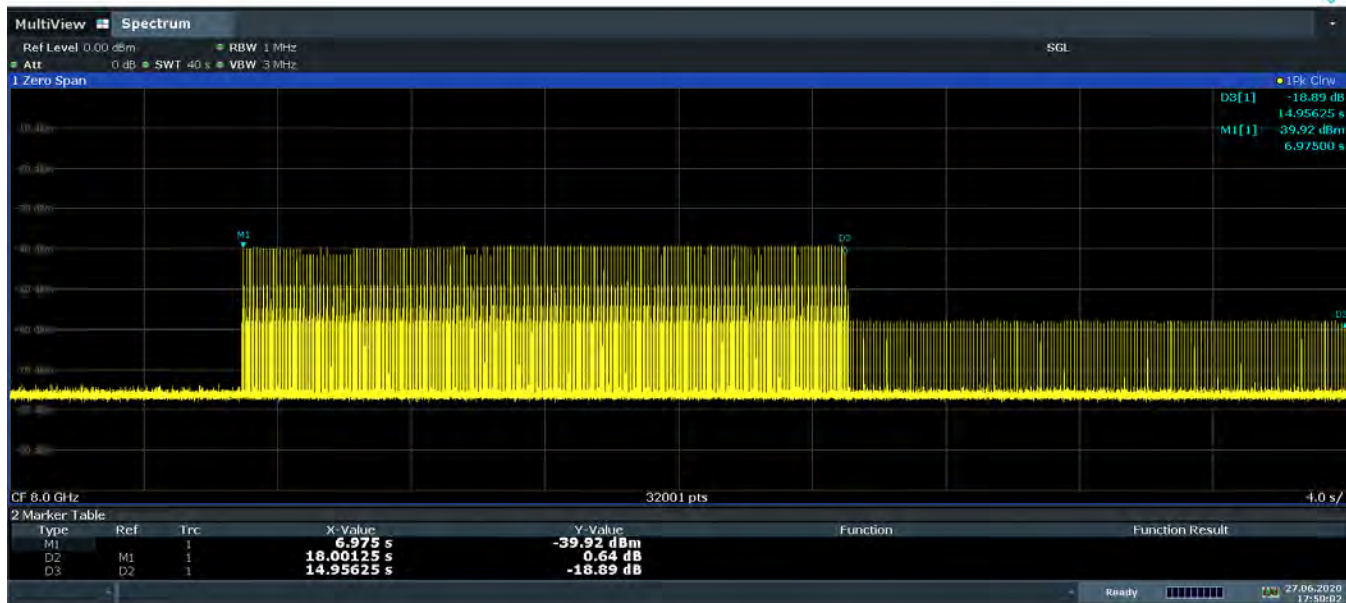 MultiView Spectrum
Ref Level 0.00 dBm RBW 1 MHz SGL
Att 0 dB SWT 40 s VBW 3 MHz
1 Zero Span 1Pk Clrw
D3[1] -18.89 dB
14.95625 s
M1[1] -39.92 dBm
6.97500 s
M1
D2
D3
CF 8.0 GHz 32001 pts 4.0 s/
2 Marker Table
Type Ref Trc X-Value Y-Value Function Function Result
M1 1 6.975 s -39.92 dBm
D2 M1 1 18.00125 s 0.64 dB
D3 D2 1 14.95625 s -18.89 dB
Ready 27.06.2020
17:50:02